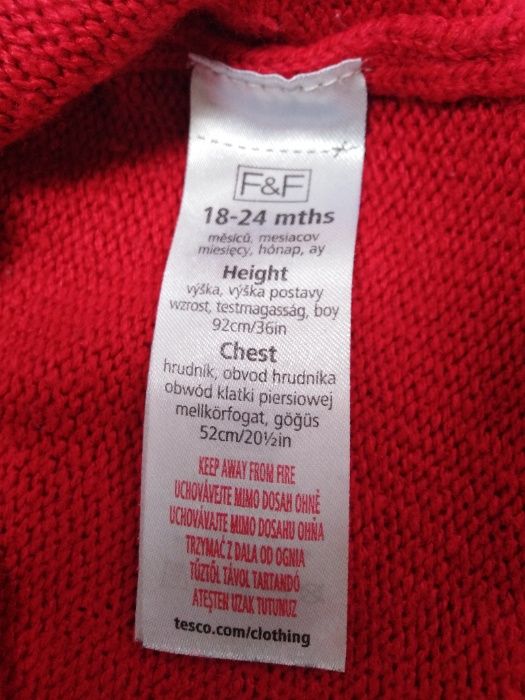 F&F
18-24 mths
měsíců, mesiacov
miesięcy, hónap, ay
Height
výška, výška postavy
wzrost, testmagasság, boy
92cm/36in
Chest
hrudník, obvod hrudníka
obwód klatki piersiowej
mellkörfogat, göğüs
52cm/20½in
KEEP AWAY FROM FIRE
UCHOVÁVEJTE MIMO DOSAH OHNĚ
UCHOVÁVAJTE MIMO DOSAHU OHŇA
TRZYMAĆ Z DALA OD OGNIA
TŰZTŐL TÁVOL TARTANDÓ
ATEŞTEN UZAK TUTUNUZ
tesco.com/clothing